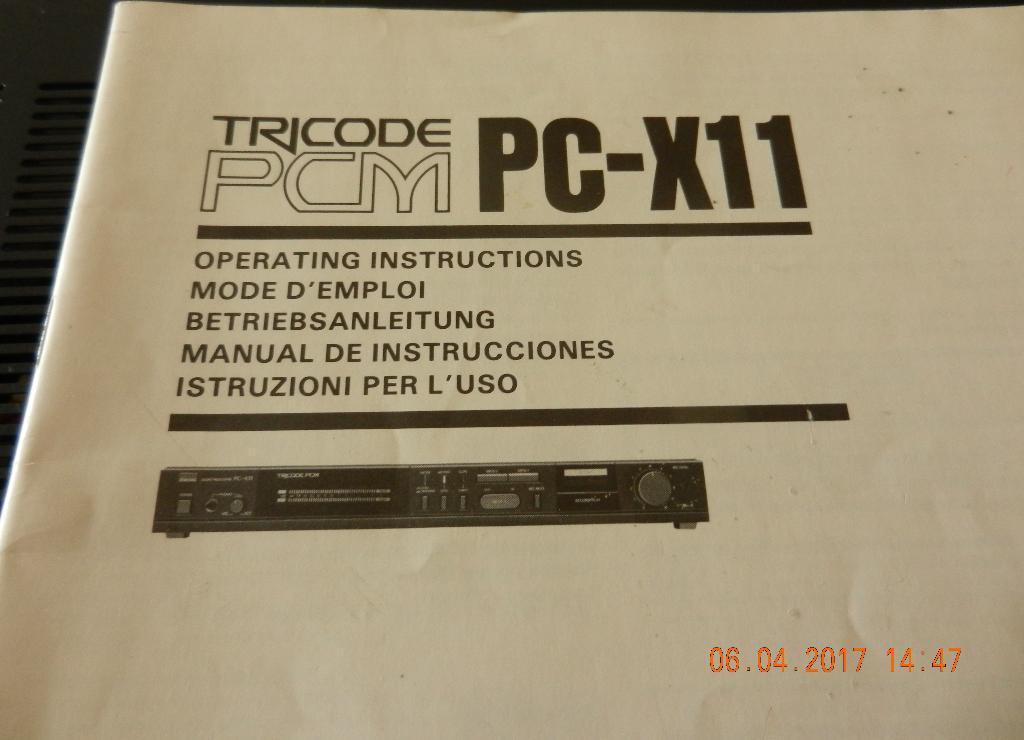 TRICODE
PCM PC-X11
OPERATING INSTRUCTIONS
MODE D'EMPLOI
BETRIEBSANLEITUNG
MANUAL DE INSTRUCCIONES
ISTRUZIONI PER L'USO
TRICODE PCM
06.04.2017 14:47